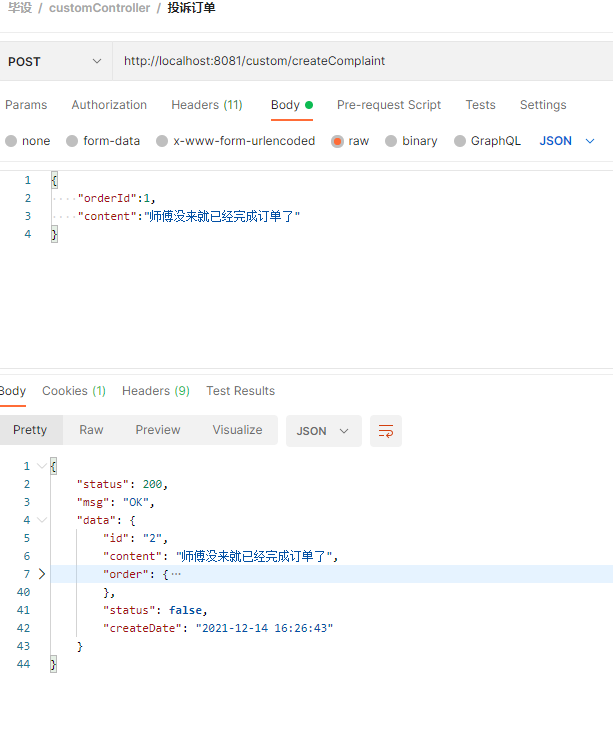 毕设 / customController / 投诉订单
POST http://localhost:8081/custom/createComplaint
Params Authorization Headers (11) Body Pre-request Script Tests Settings
none form-data x-www-form-urlencoded raw binary GraphQL JSON
1 {
2 "orderId":1,
3 "content":"师傅没来就已经完成订单了"
4 }
Body Cookies (1) Headers (9) Test Results
Pretty Raw Preview Visualize JSON
1 {
2 "status": 200,
3 "msg": "OK",
4 "data": {
5 "id": "2",
6 "content": "师傅没来就已经完成订单了",
7 "order": {⋯
40 },
41 "status": false,
42 "createDate": "2021-12-14 16:26:43"
43 }
44 }